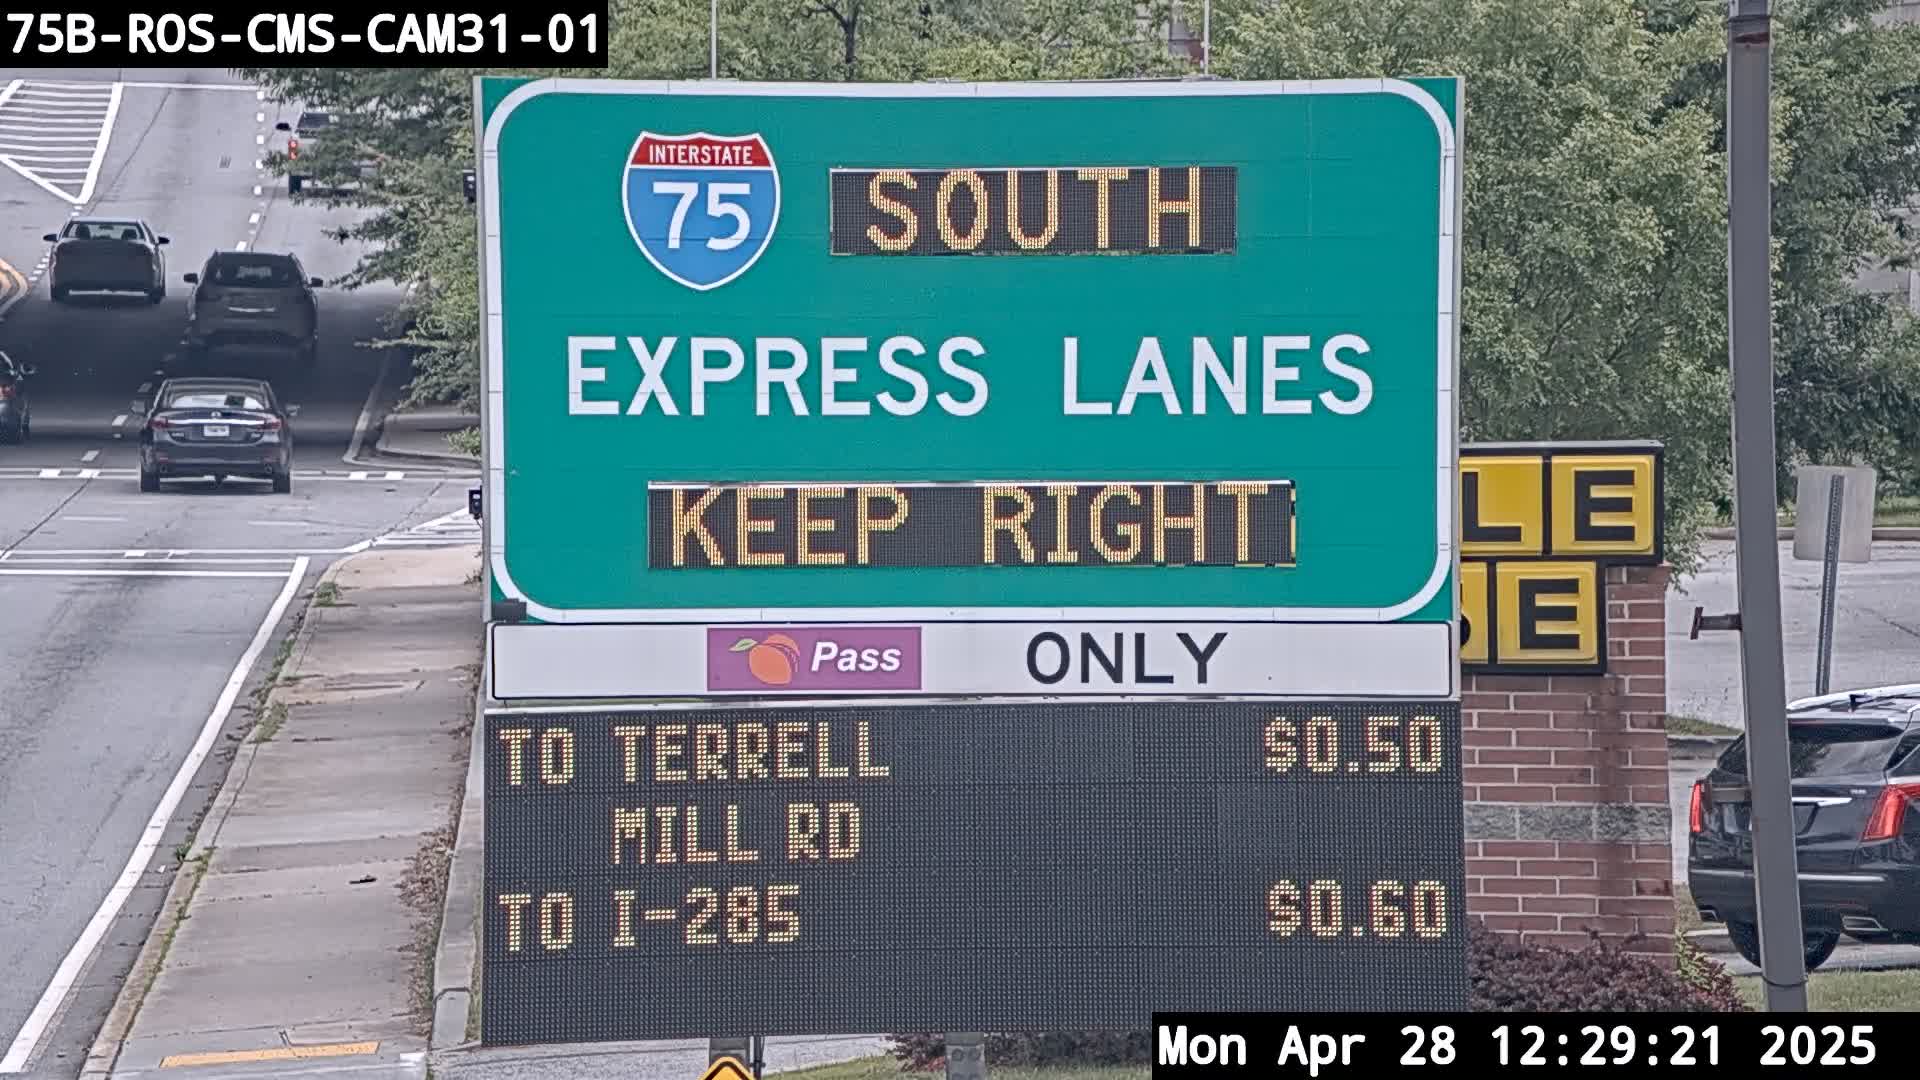 75B-ROS-CMS-CAM31-01
INTERSTATE
75
SOUTH
EXPRESS LANES
KEEP RIGHT
Pass ONLY
TO TERRELL $0.50
MILL RD
TO I-285 $0.60
LE
E
Mon Apr 28 12:29:21 2025